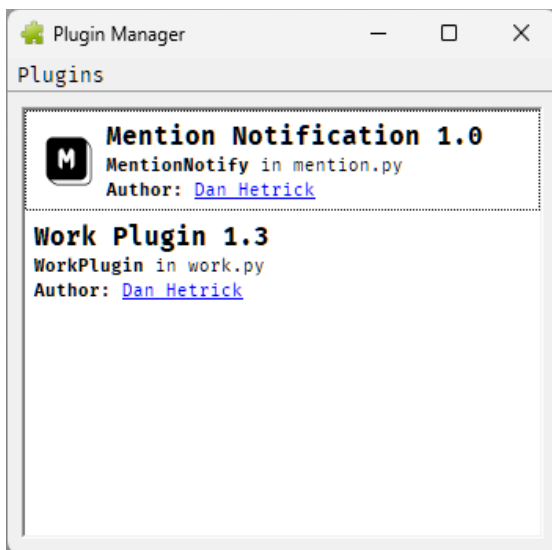 Plugin Manager
Plugins
M
Mention Notification 1.0
MentionNotify in mention.py
Author: Dan Hetrick
Work Plugin 1.3
WorkPlugin in work.py
Author: Dan Hetrick